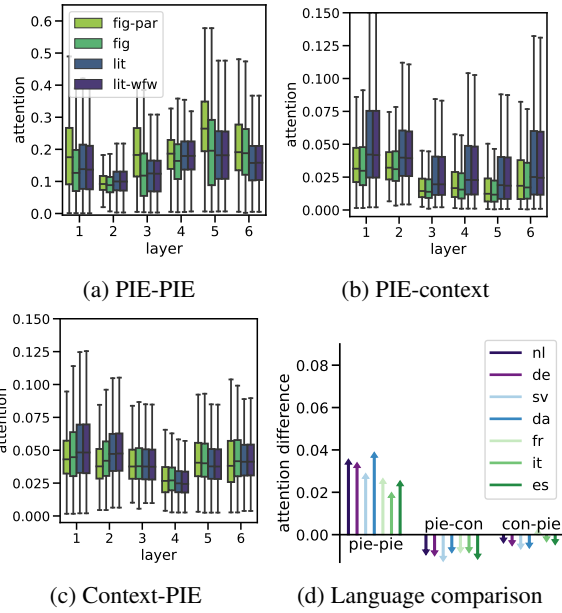 0.6
0.5
0.4
0.3
0.2
0.1
0.0
attention
fig-par
fig
lit
lit-wfw
1 2 3 4 5 6
layer
(a) PIE-PIE
0.150
0.125
0.100
0.075
0.050
0.025
0.000
attention
1 2 3 4 5 6
layer
(b) PIE-context
0.150
0.125
0.100
0.075
0.050
0.025
0.000
attention
1 2 3 4 5 6
layer
(c) Context-PIE
0.08
0.06
0.04
0.02
0.00
attention difference
nl
de
sv
da
fr
it
es
pie-pie
pie-con
con-pie
(d) Language comparison